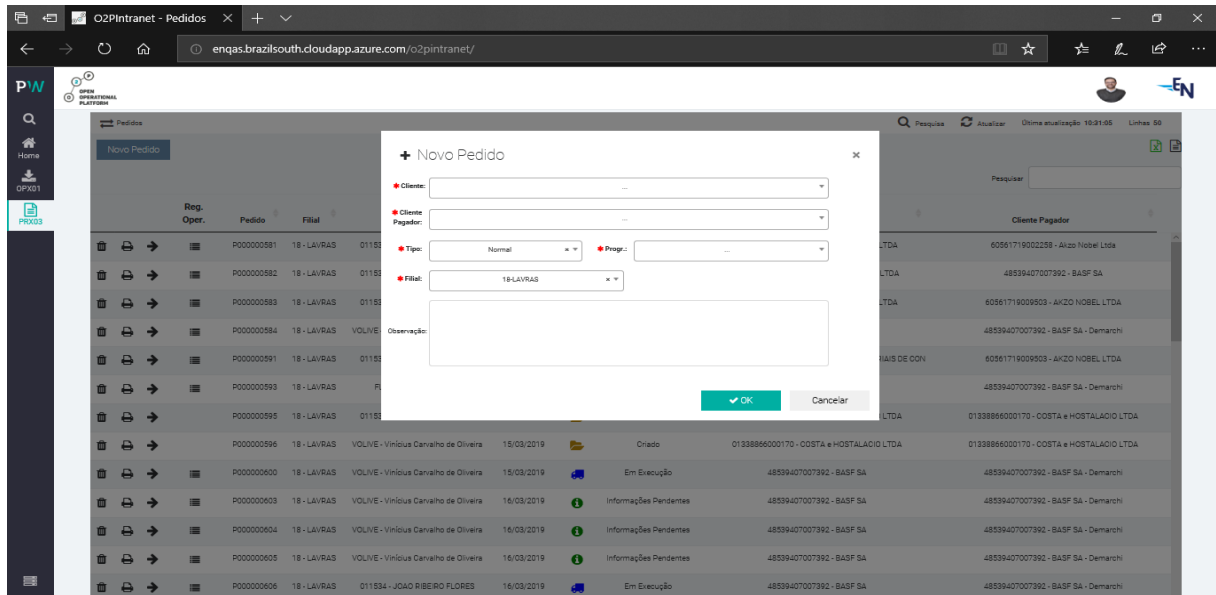 O2PIntranet - Pedidos
enqas.brazilsouth.cloudapp.azure.com/o2pintranet/
PW
OPEN
OPERATIONAL
PLATFORM
EN
Home
OPX01
PRX03
Pedidos
Pesquisa Atualizar Última atualização 10:31:05 Linhas 50
Novo Pedido
Pesquisar
Reg. Oper. Pedido Filial Cliente Pagador
P000000581 18 - LAVRAS 01153 LTDA 60561719002258 - Akzo Nobel Ltda
P000000582 18 - LAVRAS 01153 LTDA 48539407007392 - BASF SA
P000000583 18 - LAVRAS 01153 LTDA 60561719009503 - AKZO NOBEL LTDA
P000000584 18 - LAVRAS VOLIVE 48539407007392 - BASF SA - Demarchi
P000000591 18 - LAVRAS 01153 RIAIS DE CON 60561719009503 - AKZO NOBEL LTDA
P000000593 18 - LAVRAS 48539407007392 - BASF SA - Demarchi
P000000595 18 - LAVRAS 01153 LTDA 01338866000170 - COSTA e HOSTALACIO LTDA
P000000596 18 - LAVRAS VOLIVE - Vinícius Carvalho de Oliveira 15/03/2019 Criado 01338866000170 - COSTA e HOSTALACIO LTDA 01338866000170 - COSTA e HOSTALACIO LTDA
P000000600 18 - LAVRAS VOLIVE - Vinícius Carvalho de Oliveira 15/03/2019 Em Execução 48539407007392 - BASF SA 48539407007392 - BASF SA - Demarchi
P000000603 18 - LAVRAS VOLIVE - Vinícius Carvalho de Oliveira 16/03/2019 Informações Pendentes 48539407007392 - BASF SA 48539407007392 - BASF SA - Demarchi
P000000604 18 - LAVRAS VOLIVE - Vinícius Carvalho de Oliveira 16/03/2019 Informações Pendentes 48539407007392 - BASF SA 48539407007392 - BASF SA - Demarchi
P000000605 18 - LAVRAS VOLIVE - Vinícius Carvalho de Oliveira 16/03/2019 Informações Pendentes 48539407007392 - BASF SA 48539407007392 - BASF SA - Demarchi
P000000606 18 - LAVRAS 011534 - JOAO RIBEIRO FLORES 16/03/2019 Em Execução 48539407007392 - BASF SA 48539407007392 - BASF SA - Demarchi
+ Novo Pedido ×
* Cliente: ...
* Cliente Pagador: ...
* Tipo: Normal × * Progr.: ...
* Filial: 18-LAVRAS ×
Observação:
OK Cancelar